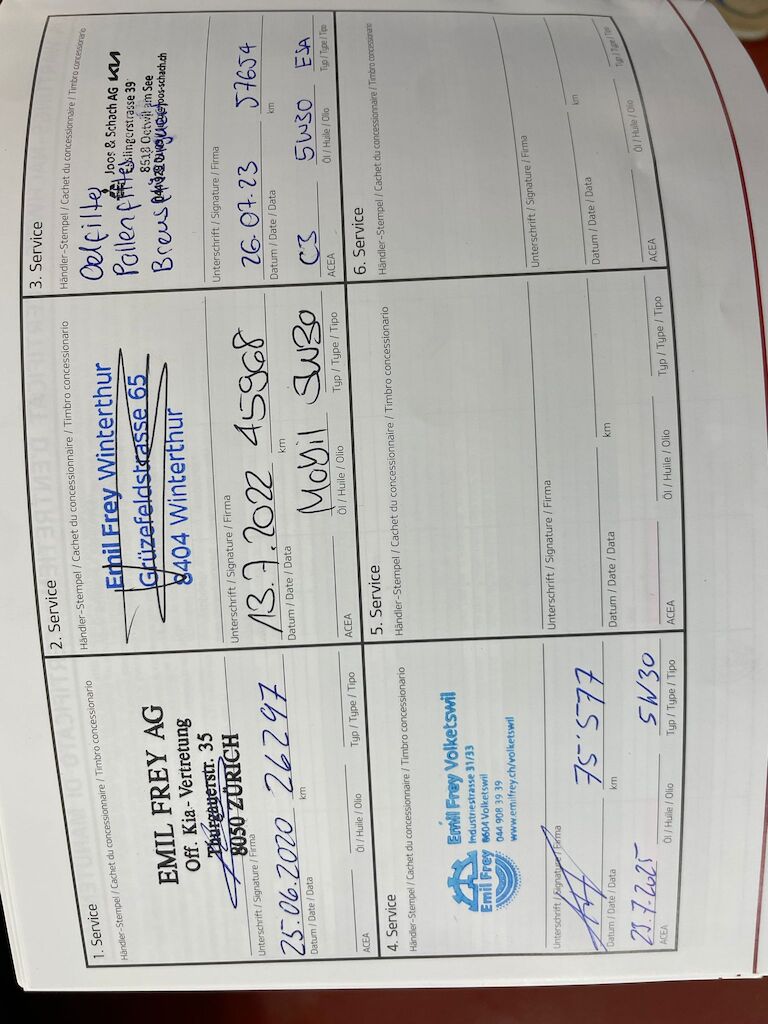 1. Service
Händler-Stempel / Cachet du concessionnaire / Timbro concessionario
EMIL FREY AG
Off. Kia-Vertretung
Thurgauerstr. 35
8050 ZÜRICH
Unterschrift / Signature / Firma
25.06.2020 26297
Datum / Date / Data km
ACEA Öl / Huile / Olio Typ / Type / Tipo
2. Service
Händler-Stempel / Cachet du concessionnaire / Timbro concessionario
Emil Frey Winterthur
Grüzefeldstrasse 65
8404 Winterthur
Unterschrift / Signature / Firma
13.7.2022 45968
Datum / Date / Data km
Mobil 5W30
ACEA Öl / Huile / Olio Typ / Type / Tipo
3. Service
Händler-Stempel / Cachet du concessionnaire / Timbro concessionario
Oelfilter
Pollenfilter
Joos & Schach AG KIA
Esslingerstrasse 39
8618 Oetwil am See
Unterschrift / Signature / Firma
26.07.23 57654
Datum / Date / Data km
C3 5W30 ESA
ACEA Öl / Huile / Olio Typ / Type / Tipo
4. Service
Händler-Stempel / Cachet du concessionnaire / Timbro concessionario
Emil Frey
Emil Frey Volketswil
Industriestrasse 31/33
8604 Volketswil
044 908 39 39
www.emilfrey.ch/volketswil
Unterschrift / Signature / Firma
75'577
Datum / Date / Data km
29.7.2025 5W30
ACEA Öl / Huile / Olio Typ / Type / Tipo
5. Service
Händler-Stempel / Cachet du concessionnaire / Timbro concessionario
Unterschrift / Signature / Firma
Datum / Date / Data km
ACEA Öl / Huile / Olio Typ / Type / Tipo
6. Service
Händler-Stempel / Cachet du concessionnaire / Timbro concessionario
Unterschrift / Signature / Firma
Datum / Date / Data km
ACEA Öl / Huile / Olio Typ / Type / Tipo